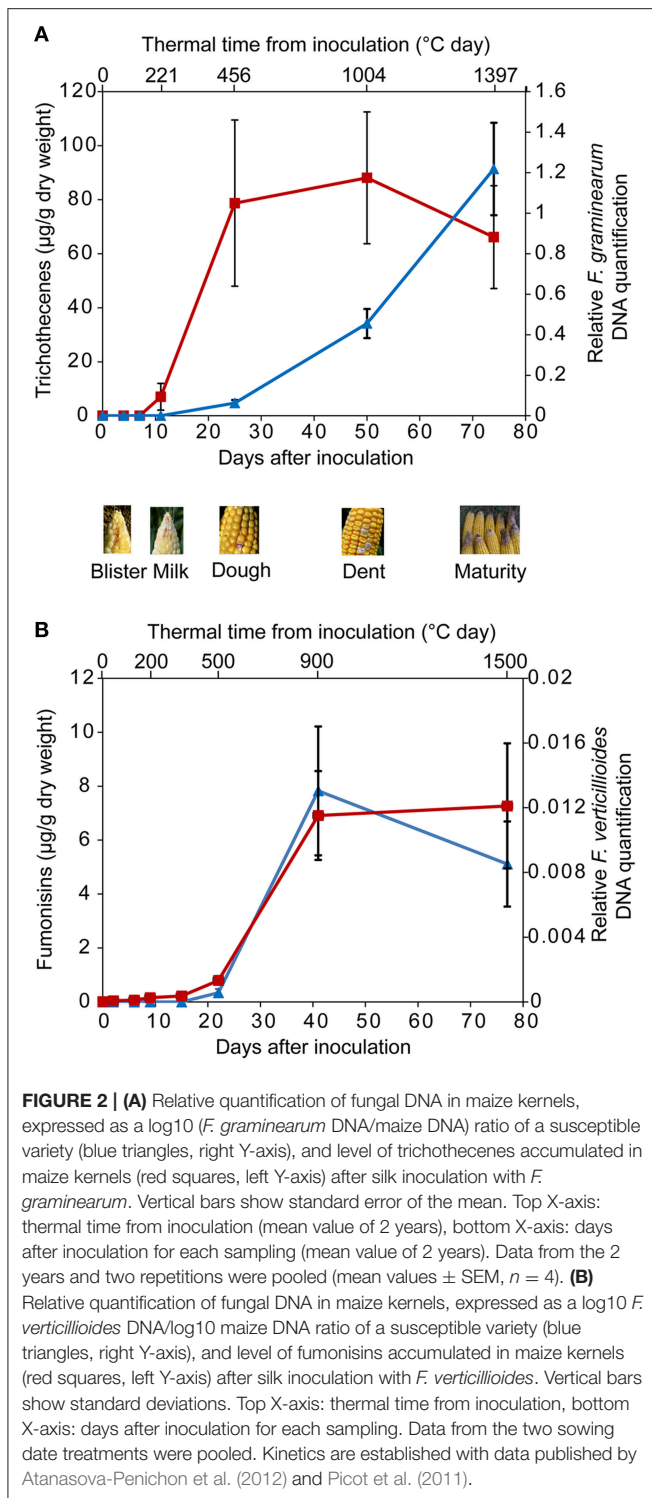 A
Thermal time from inoculation (°C day)
0 221 456 1004 1397
120
100
80
60
40
20
0
Trichothecenes (µg/g dry weight)
1.6
1.4
1.2
1
0.8
0.6
0.4
0.2
0
Relative F. graminearum
DNA quantification
0 10 20 30 40 50 60 70 80
Days after inoculation
Blister Milk Dough Dent Maturity
B
Thermal time from inoculation (°C day)
0 200 500 900 1500
12
10
8
6
4
2
0
Fumonisins (µg/g dry weight)
0.02
0.016
0.012
0.008
0.004
0
Relative F. verticillioides
DNA quantification
0 10 20 30 40 50 60 70 80
Days after inoculation
FIGURE 2 | (A) Relative quantification of fungal DNA in maize kernels,
expressed as a log10 (F. graminearum DNA/maize DNA) ratio of a susceptible
variety (blue triangles, right Y-axis), and level of trichothecenes accumulated in
maize kernels (red squares, left Y-axis) after silk inoculation with F.
graminearum. Vertical bars show standard error of the mean. Top X-axis:
thermal time from inoculation (mean value of 2 years), bottom X-axis: days
after inoculation for each sampling (mean value of 2 years). Data from the 2
years and two repetitions were pooled (mean values ± SEM, n = 4). (B)
Relative quantification of fungal DNA in maize kernels, expressed as a log10 F.
verticillioides DNA/log10 maize DNA ratio of a susceptible variety (blue
triangles, right Y-axis), and level of fumonisins accumulated in maize kernels
(red squares, left Y-axis) after silk inoculation with F. verticillioides. Vertical bars
show standard deviations. Top X-axis: thermal time from inoculation, bottom
X-axis: days after inoculation for each sampling. Data from the two sowing
date treatments were pooled. Kinetics are established with data published by
Atanasova-Penichon et al. (2012) and Picot et al. (2011).